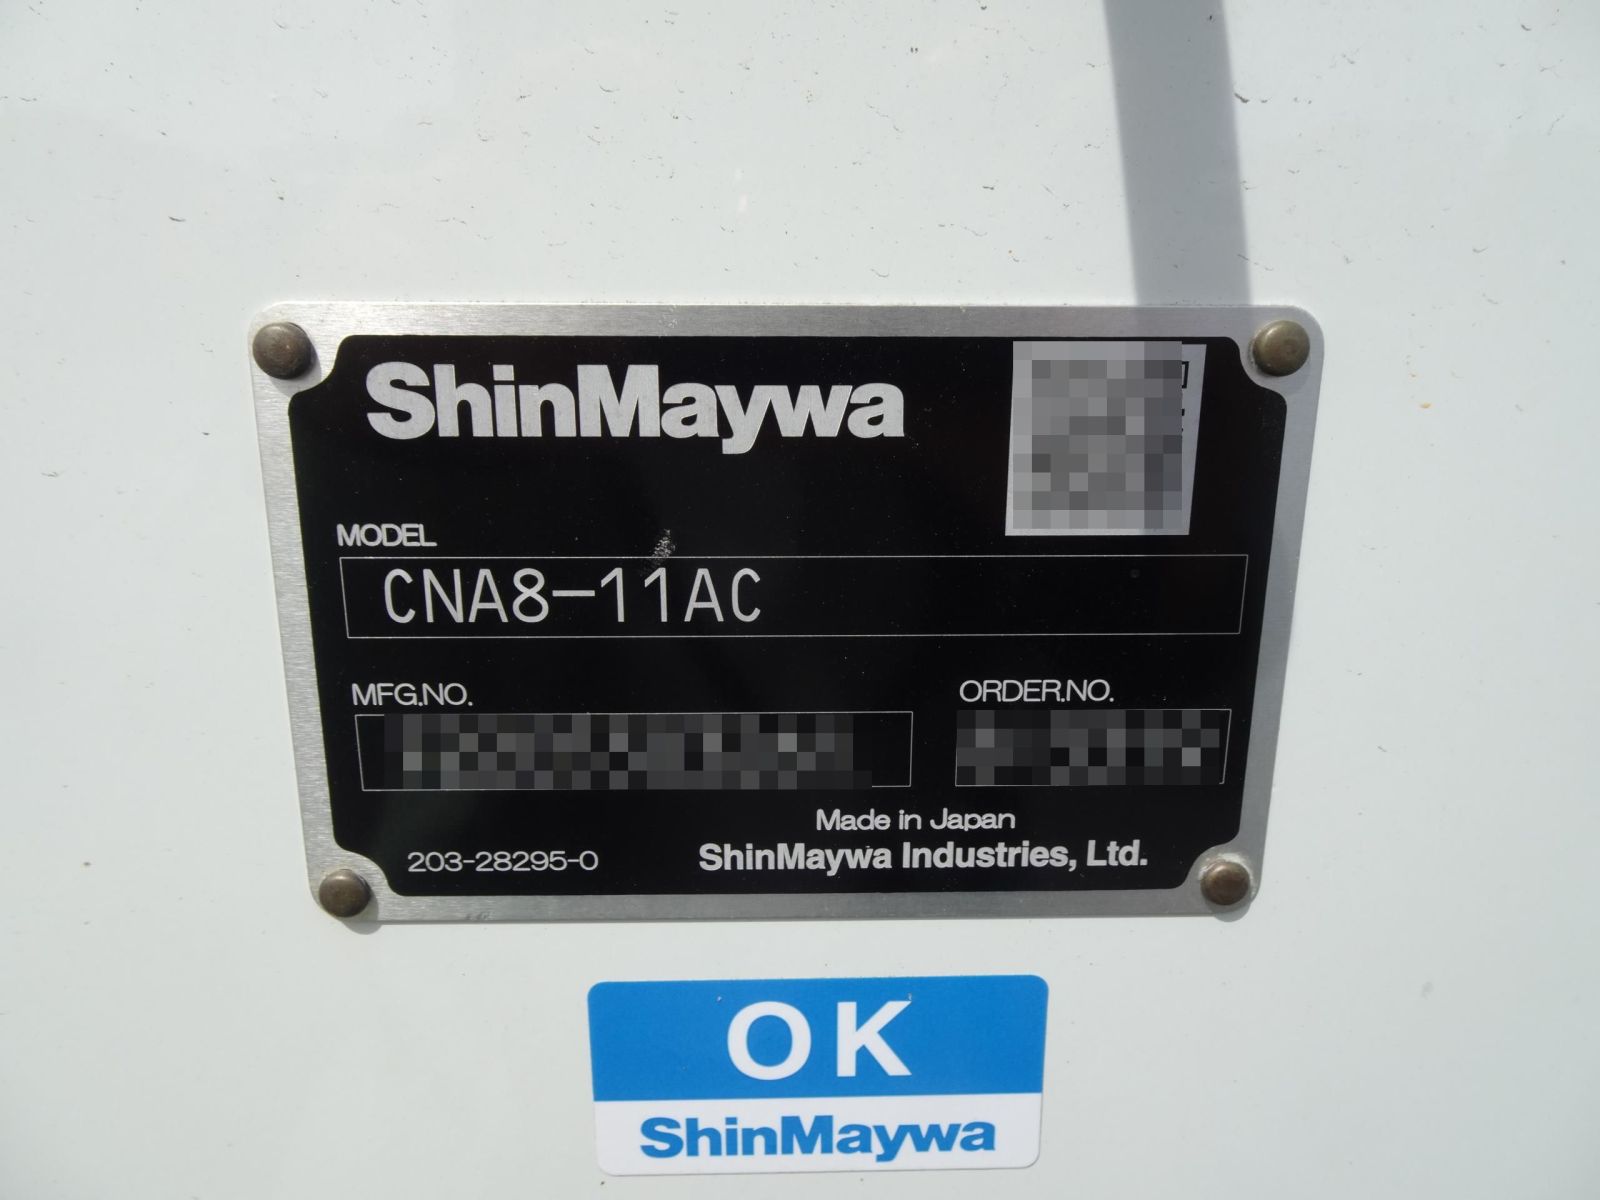 ShinMaywa
MODEL
CNA8-11AC
MFG.NO.
ORDER.NO.
Made in Japan
203-28295-0
ShinMaywa Industries, Ltd.
OK
ShinMaywa